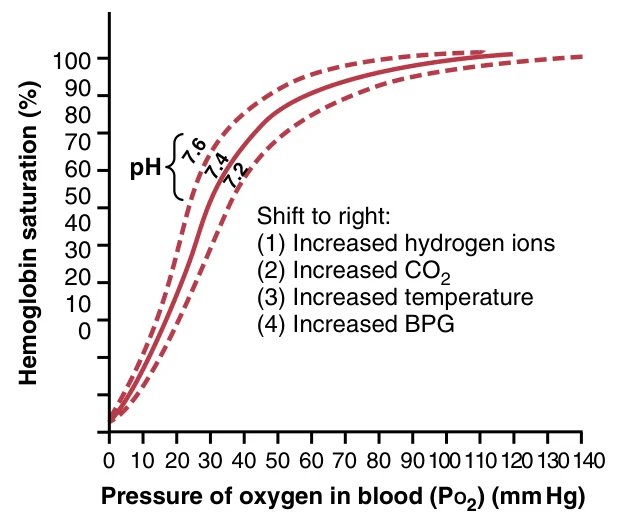 100
90
80
70
60
50
40
30
20
10
0
Hemoglobin saturation (%)
pH
7.6
7.4
7.2
Shift to right:
(1) Increased hydrogen ions
(2) Increased CO2
(3) Increased temperature
(4) Increased BPG
0 10 20 30 40 50 60 70 80 90 100 110 120 130 140
Pressure of oxygen in blood (PO2) (mm Hg)